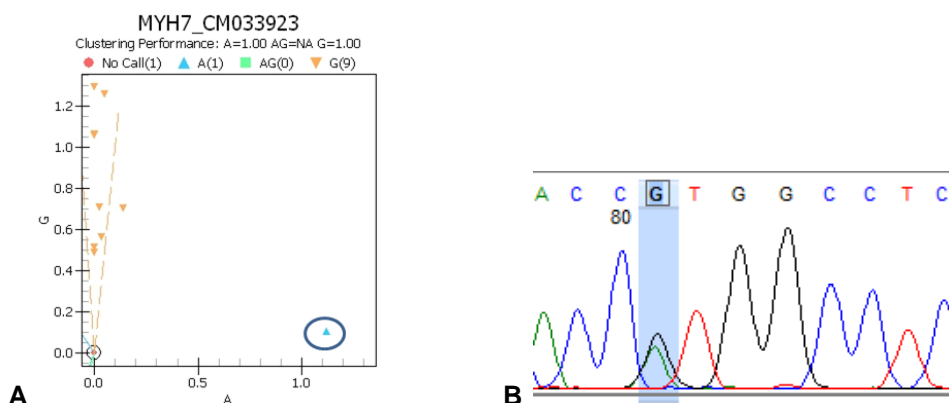 MYH7_CM033923
Clustering Performance: A=1.00 AG=NA G=1.00
No Call(1) A(1) AG(0) G(9)
1.2
1.0
0.8
0.6
0.4
0.2
0.0
G
0.0 0.5 1.0
A
A
A C C G T G G C C T C
80
B